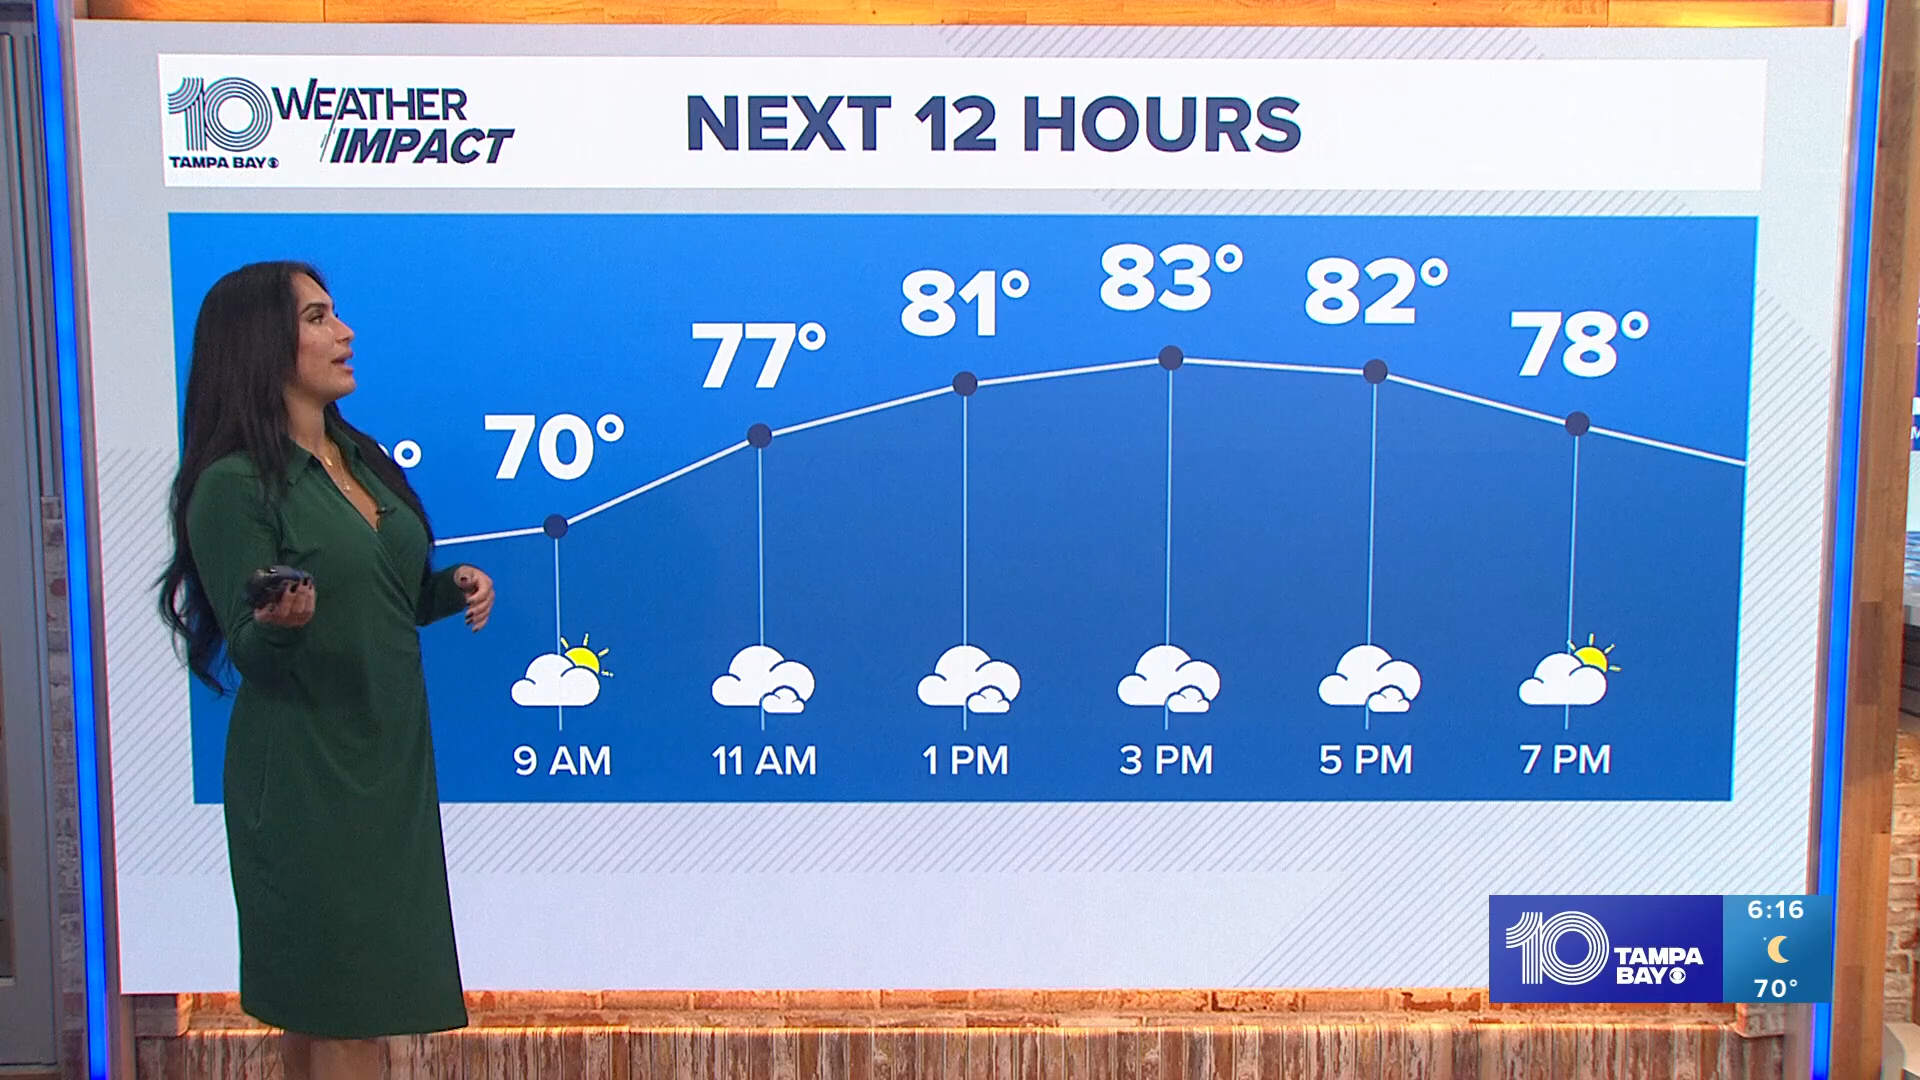 10 WEATHER
IMPACT
TAMPA BAY
NEXT 12 HOURS
70° 77° 81° 83° 82° 78°
9 AM 11 AM 1 PM 3 PM 5 PM 7 PM
10 TAMPA
BAY
6:16
70°